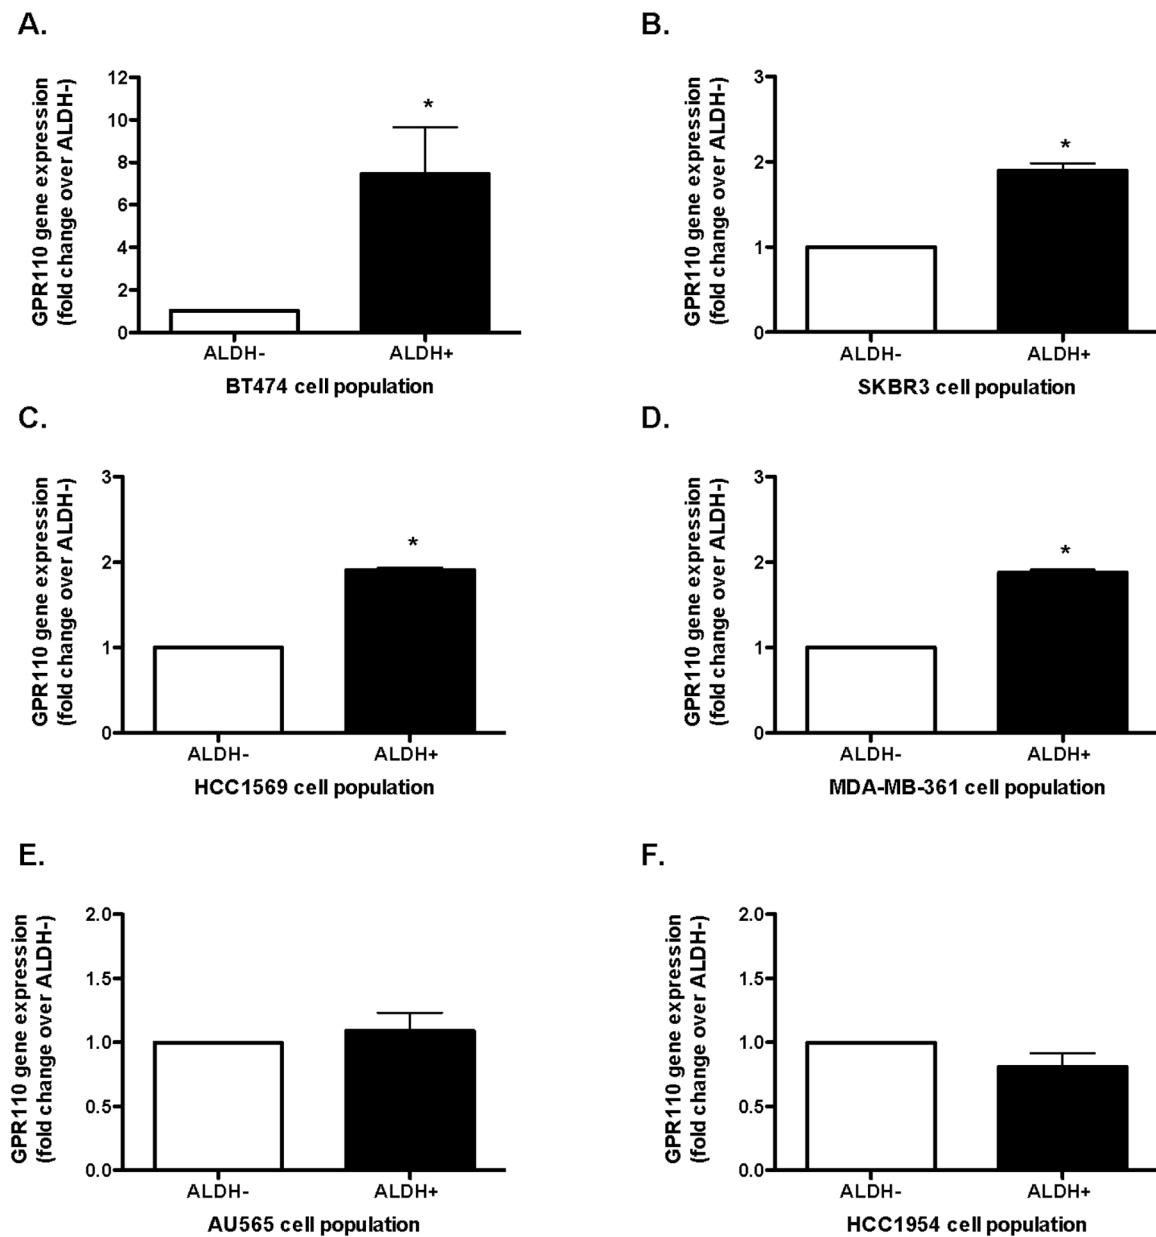 A.
GPR110 gene expression
(fold change over ALDH-)
12
10
8
6
4
2
0
*
ALDH-
ALDH+
BT474 cell population
B.
GPR110 gene expression
(fold change over ALDH-)
3
2
1
0
*
ALDH-
ALDH+
SKBR3 cell population
C.
GPR110 gene expression
(fold change over ALDH-)
3
2
1
0
*
ALDH-
ALDH+
HCC1569 cell population
D.
GPR110 gene expression
(fold change over ALDH-)
3
2
1
0
*
ALDH-
ALDH+
MDA-MB-361 cell population
E.
GPR110 gene expression
(fold change over ALDH-)
2.0
1.5
1.0
0.5
0.0
ALDH-
ALDH+
AU565 cell population
F.
GPR110 gene expression
(fold change over ALDH-)
2.0
1.5
1.0
0.5
0.0
ALDH-
ALDH+
HCC1954 cell population